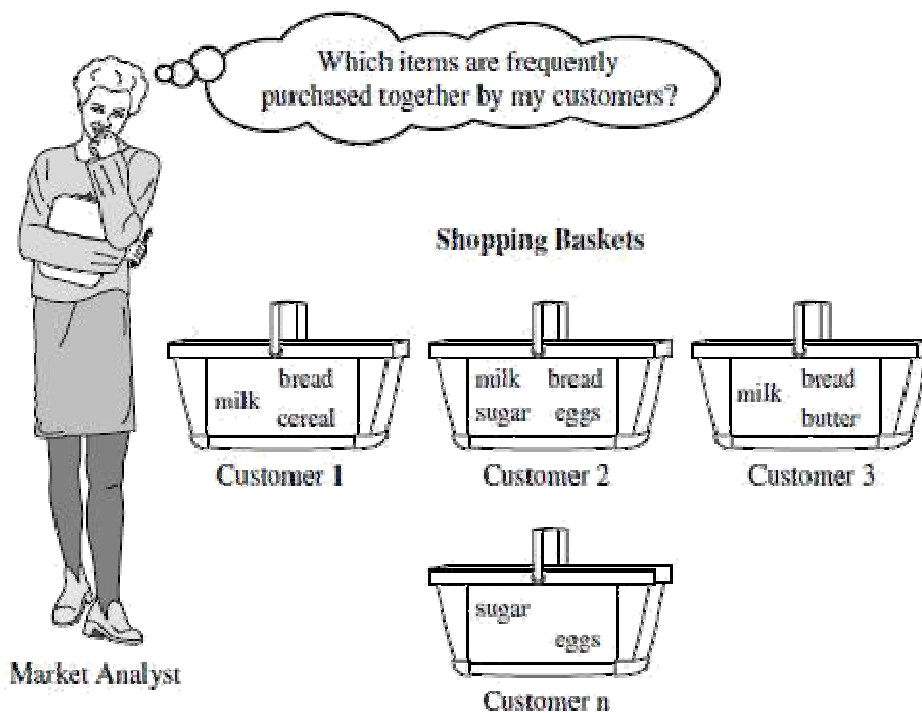 Which items are frequently
purchased together by my customers?
Shopping Baskets
milk bread cereal
milk bread
sugar eggs
milk bread butter
Customer 1
Customer 2
Customer 3
sugar
eggs
Customer n
Market Analyst